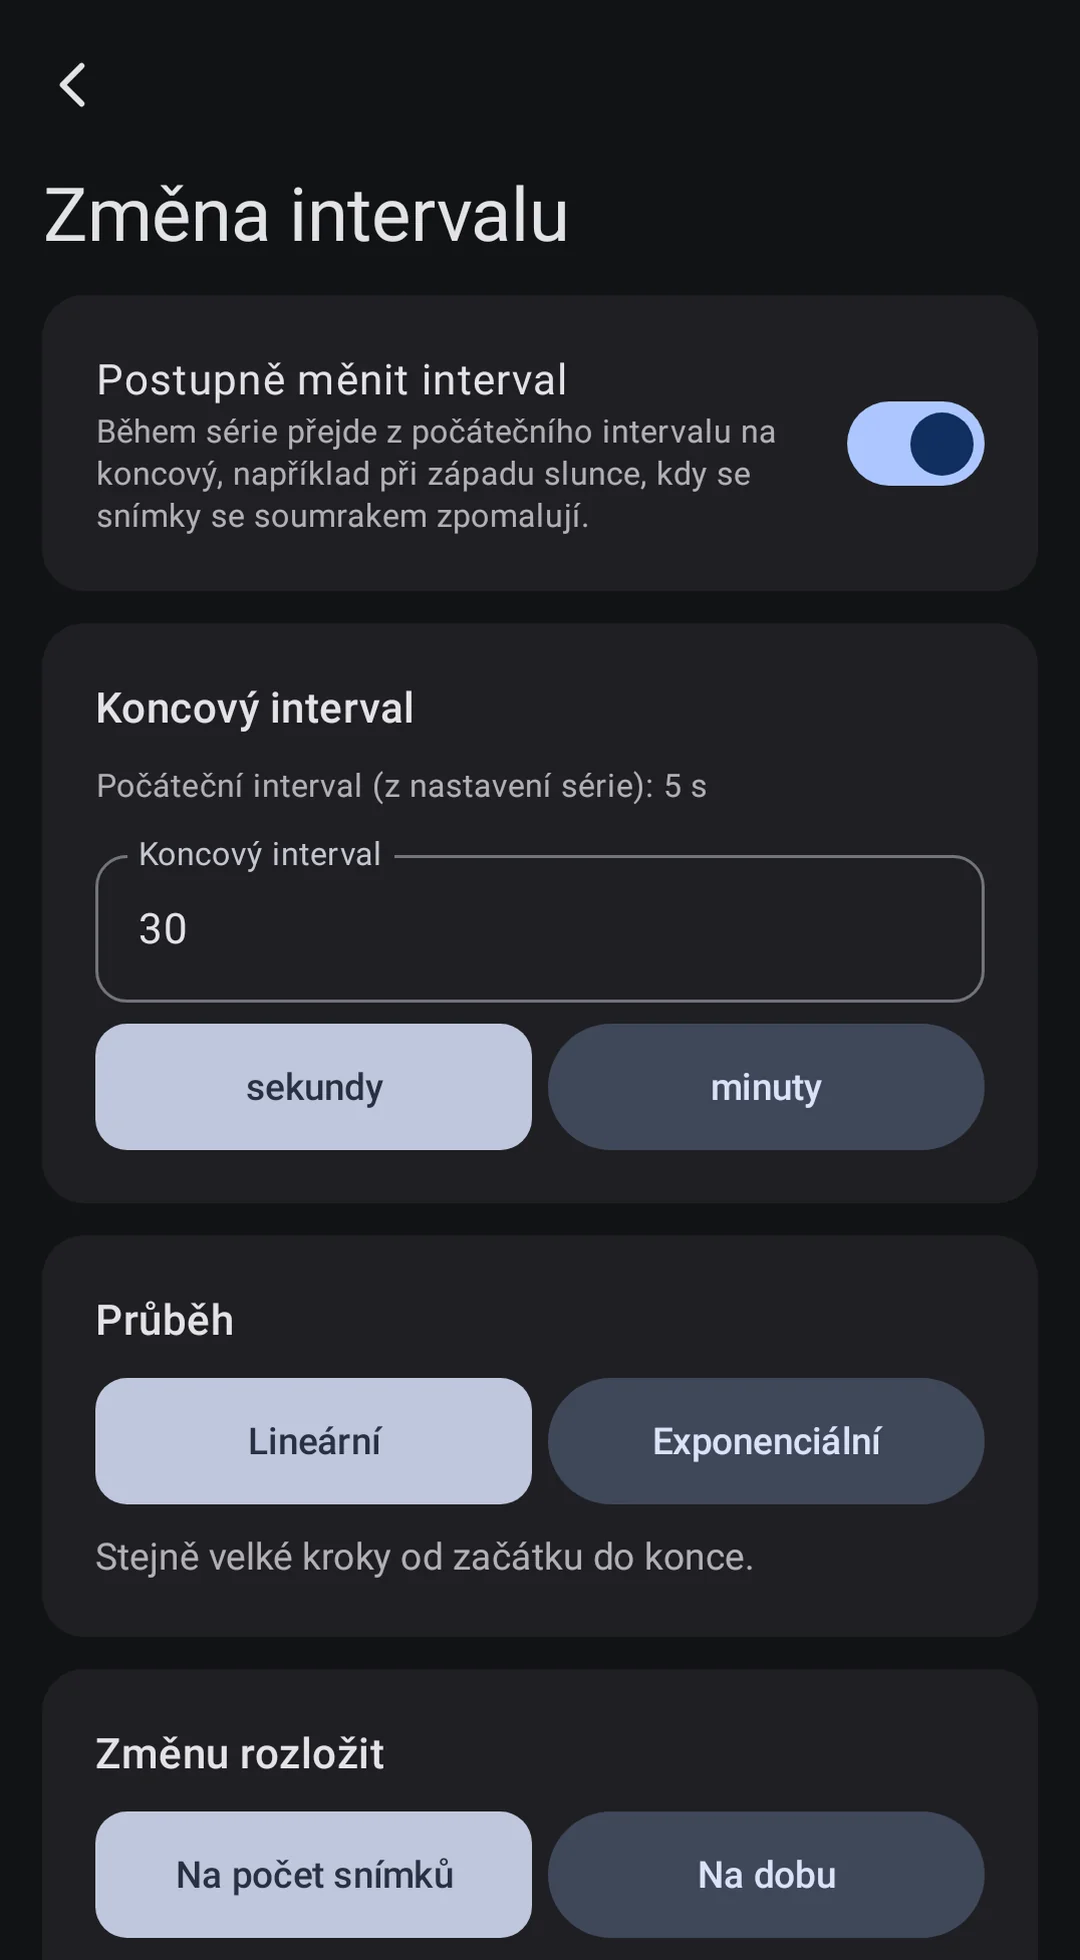 Změna intervalu
Postupně měnit interval
Během série přejde z počátečního intervalu na
koncový, například při západu slunce, kdy se
snímky se soumrakem zpomalují.
Koncový interval
Počáteční interval (z nastavení série): 5 s
Koncový interval
30
sekundy
minuty
Průběh
Lineární
Exponenciální
Stejně velké kroky od začátku do konce.
Změnu rozložit
Na počet snímků
Na dobu